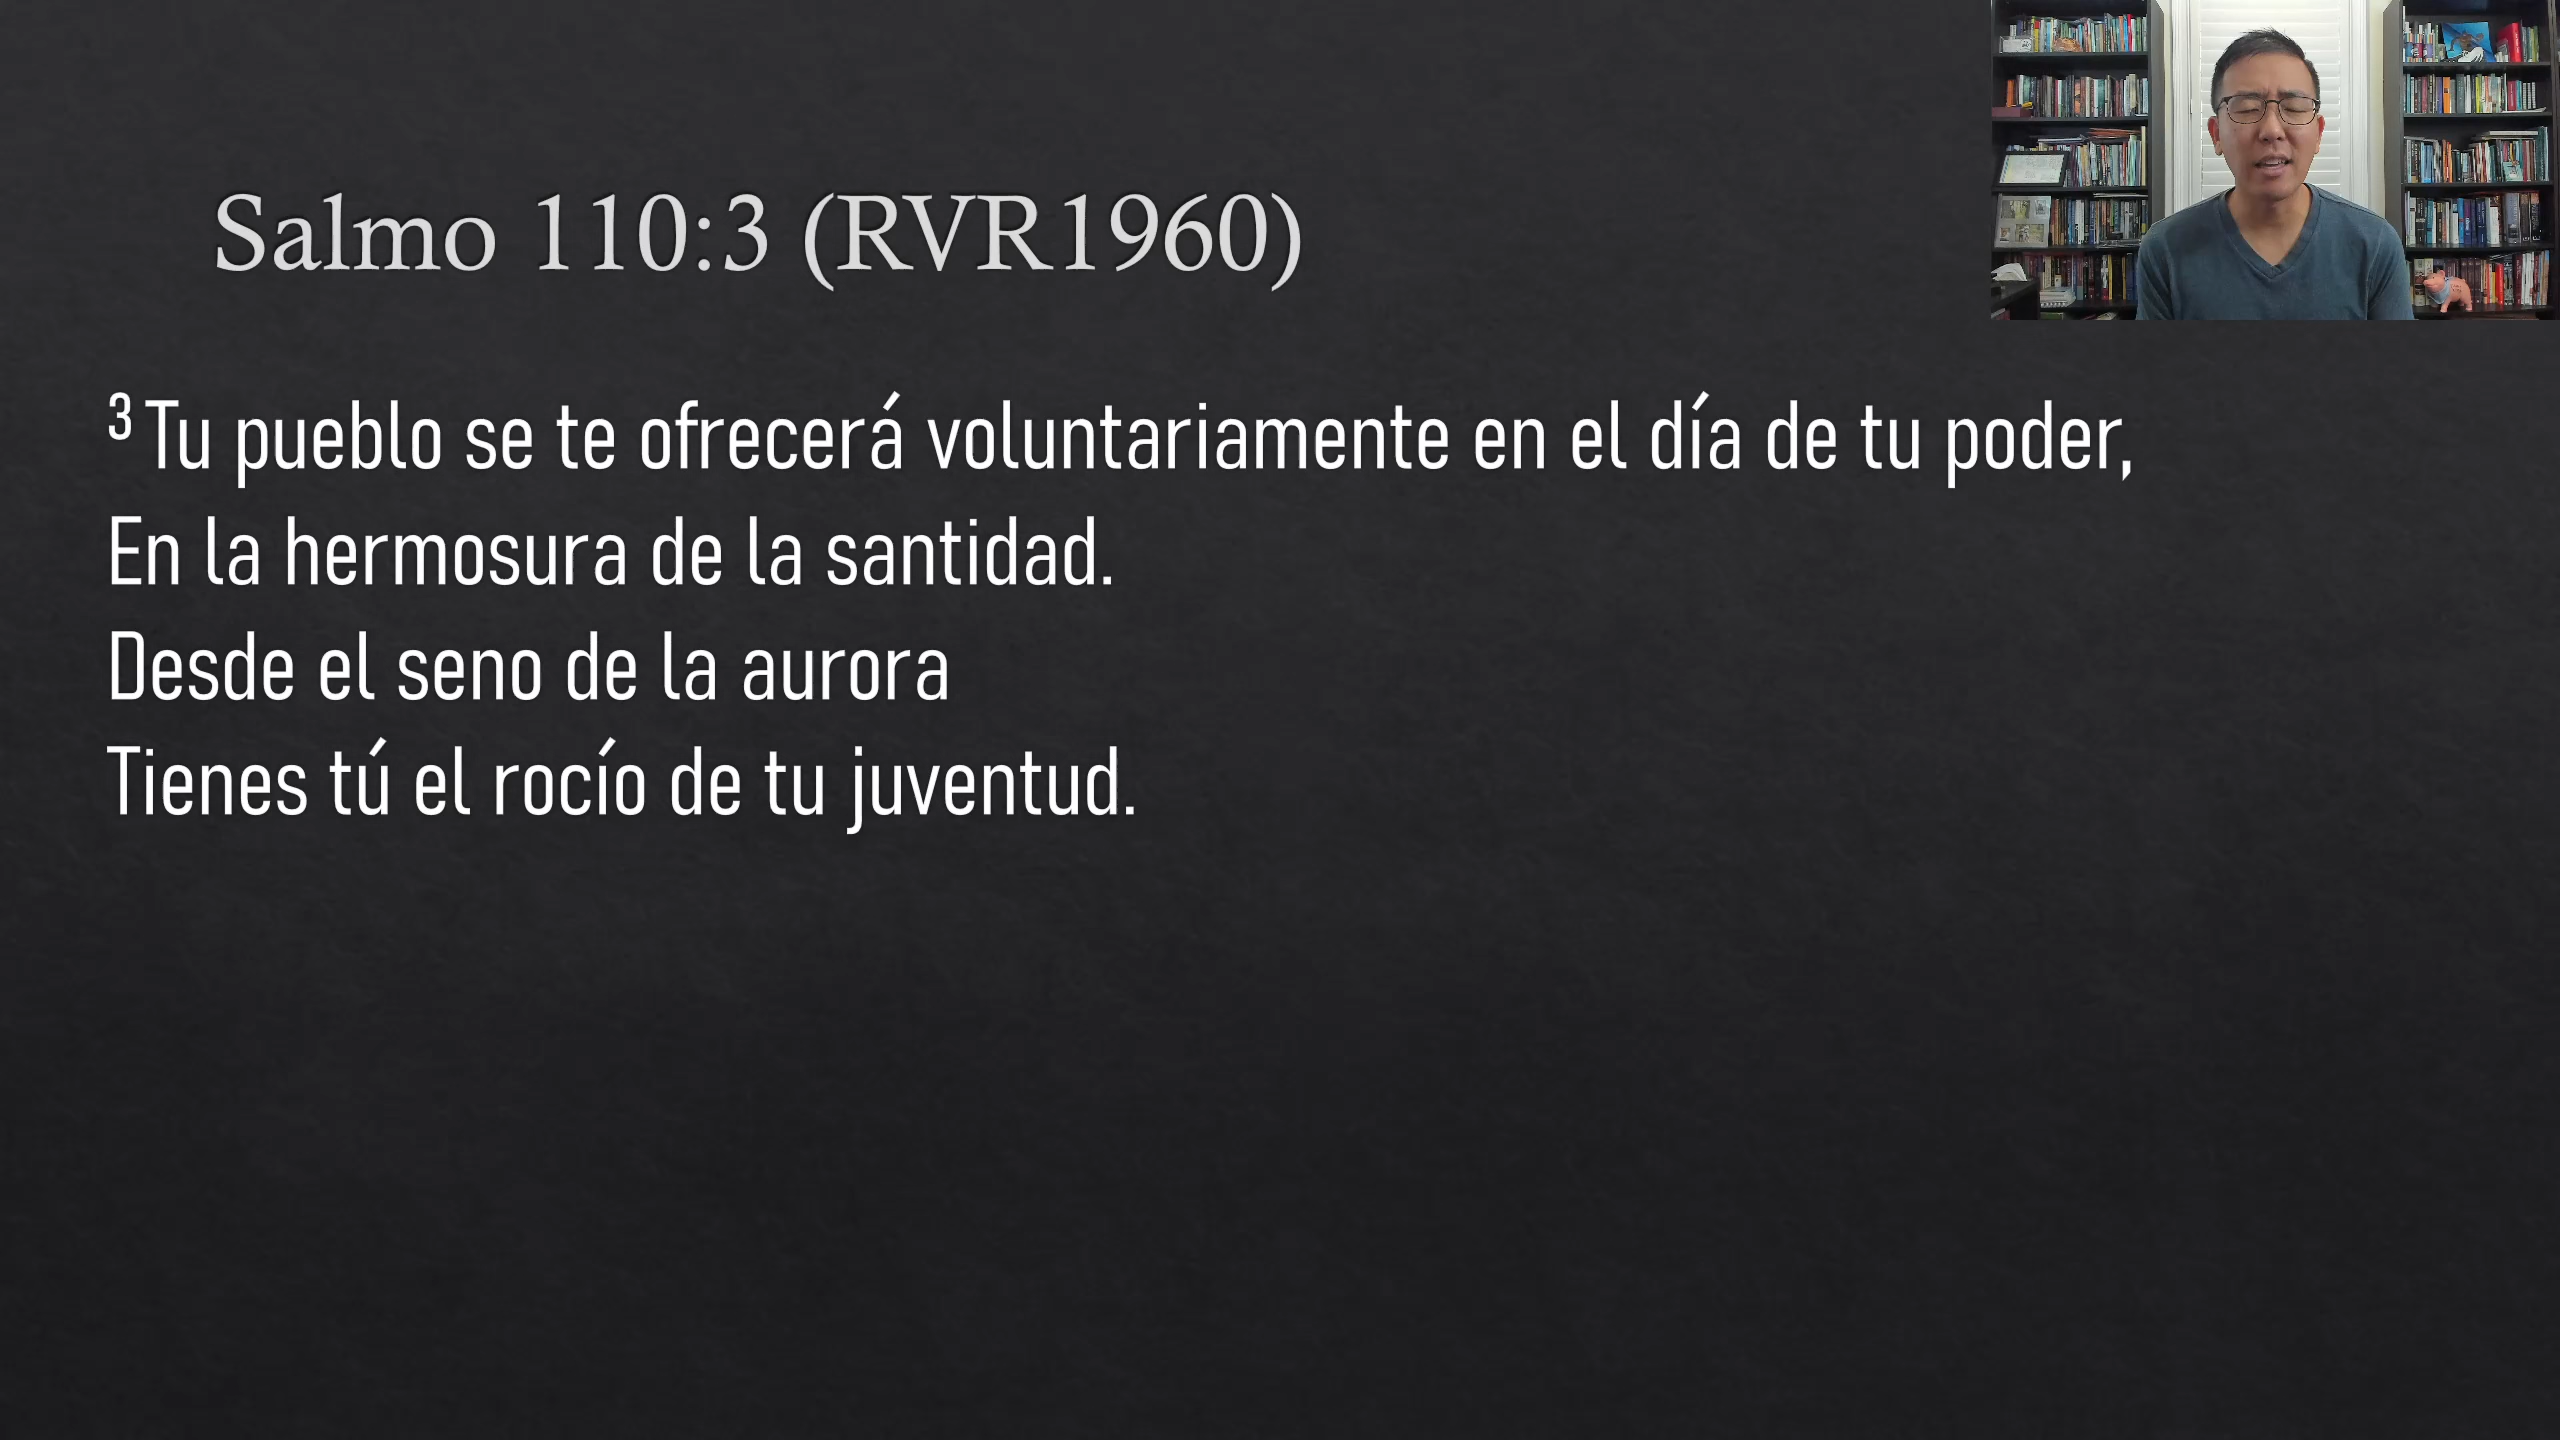 Salmo 110:3 (RVR1960)
³ Tu pueblo se te ofrecerá voluntariamente en el día de tu poder,
En la hermosura de la santidad.
Desde el seno de la aurora
Tienes tú el rocío de tu juventud.